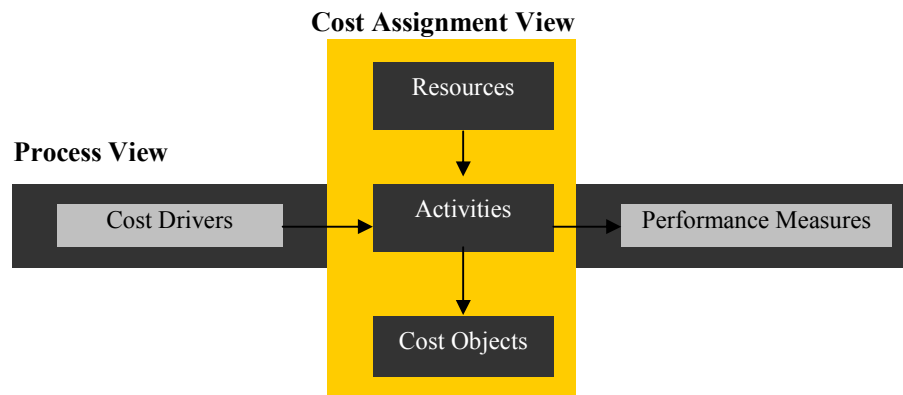 Cost Assignment View
Resources
Process View
Cost Drivers
Activities
Performance Measures
Cost Objects